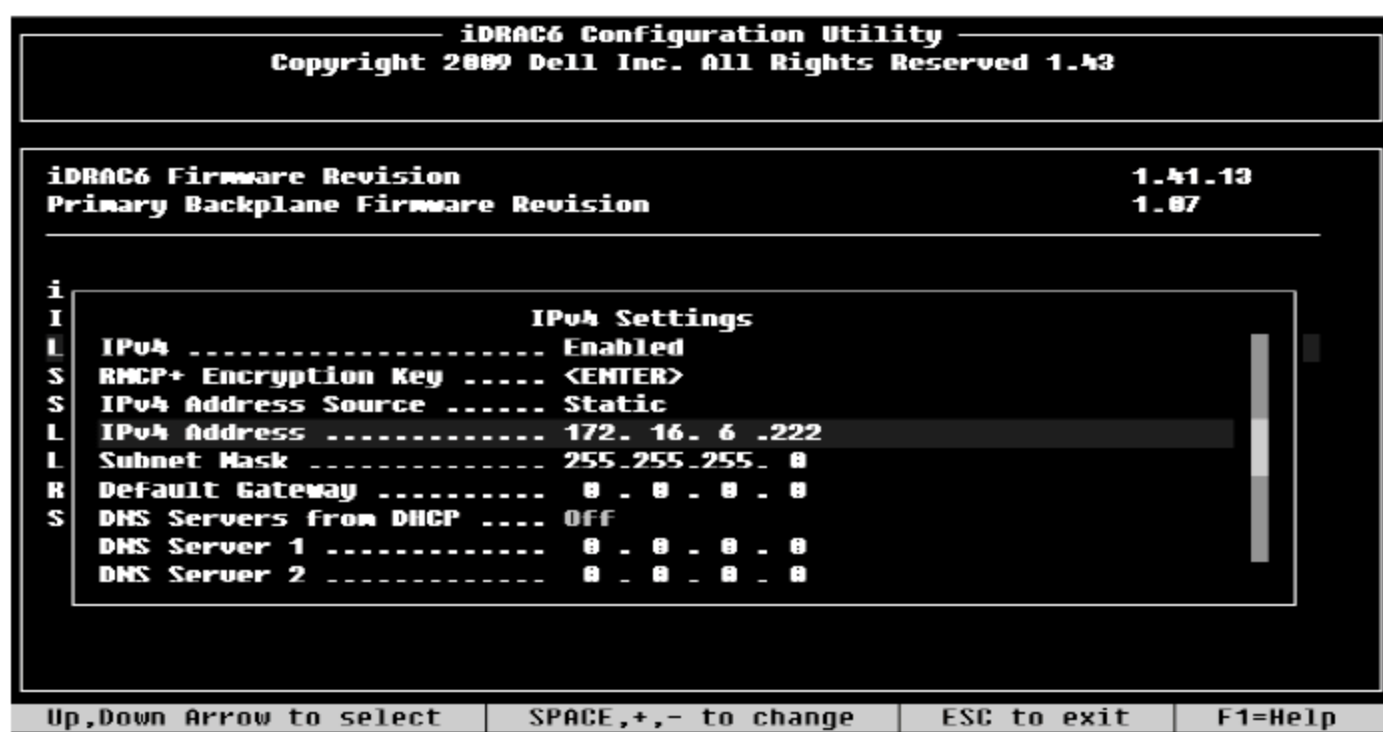 iDRAC6 Configuration Utility
Copyright 2009 Dell Inc. All Rights Reserved 1.43
iDRAC6 Firmware Revision 1.41.13
Primary Backplane Firmware Revision 1.07
i
I IPv4 Settings
L IPv4 ..................... Enabled
S RMCP+ Encryption Key ..... <ENTER>
S IPv4 Address Source ...... Static
L IPv4 Address ............. 172. 16. 6 .222
L Subnet Mask .............. 255.255.255. 0
R Default Gateway .......... 0 . 0 . 0 . 0
S DNS Servers from DHCP .... Off
DNS Server 1 ............. 0 . 0 . 0 . 0
DNS Server 2 ............. 0 . 0 . 0 . 0
Up,Down Arrow to select SPACE,+,- to change ESC to exit F1=Help